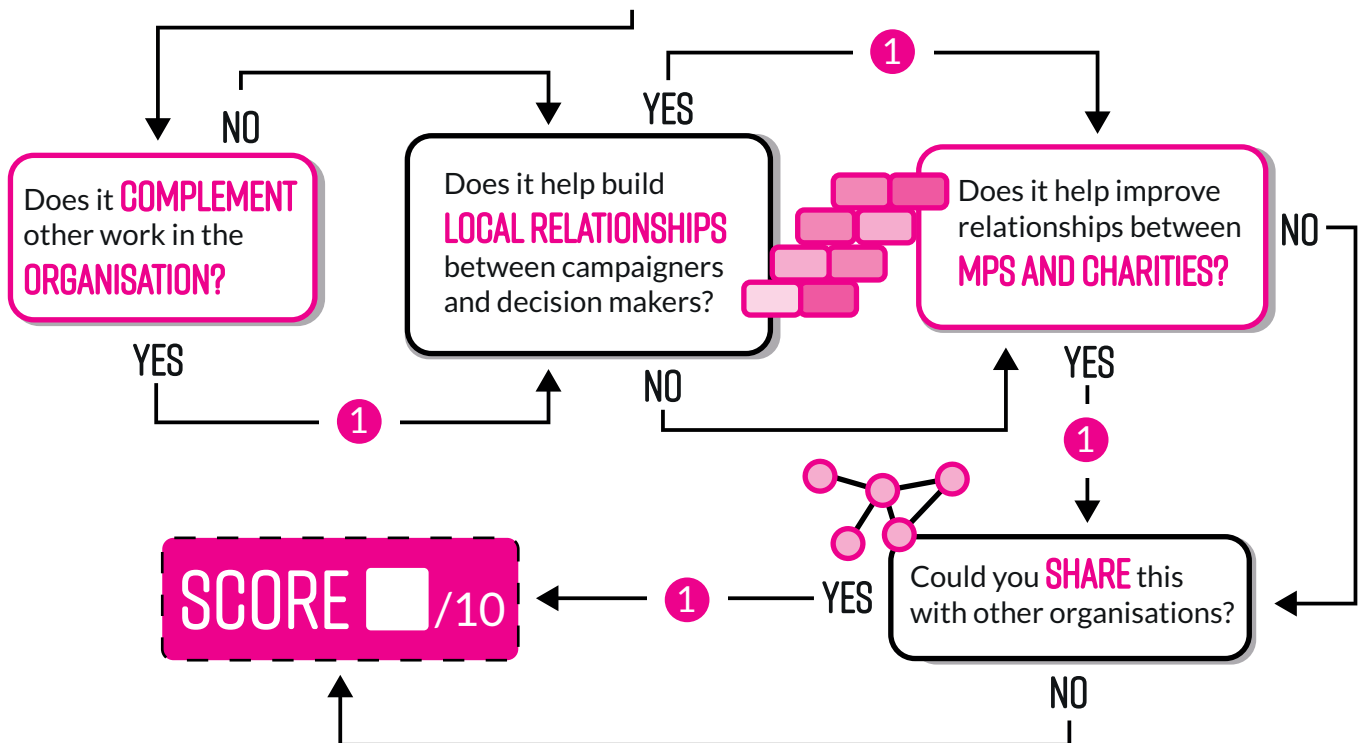 NO
Does it COMPLEMENT
other work in the
ORGANISATION?
YES
1
Does it help build
LOCAL RELATIONSHIPS
between campaigners
and decision makers?
YES
1
NO
Does it help improve
relationships between
MPS AND CHARITIES?
NO
YES
1
Could you SHARE this
with other organisations?
YES
1
NO
SCORE /10